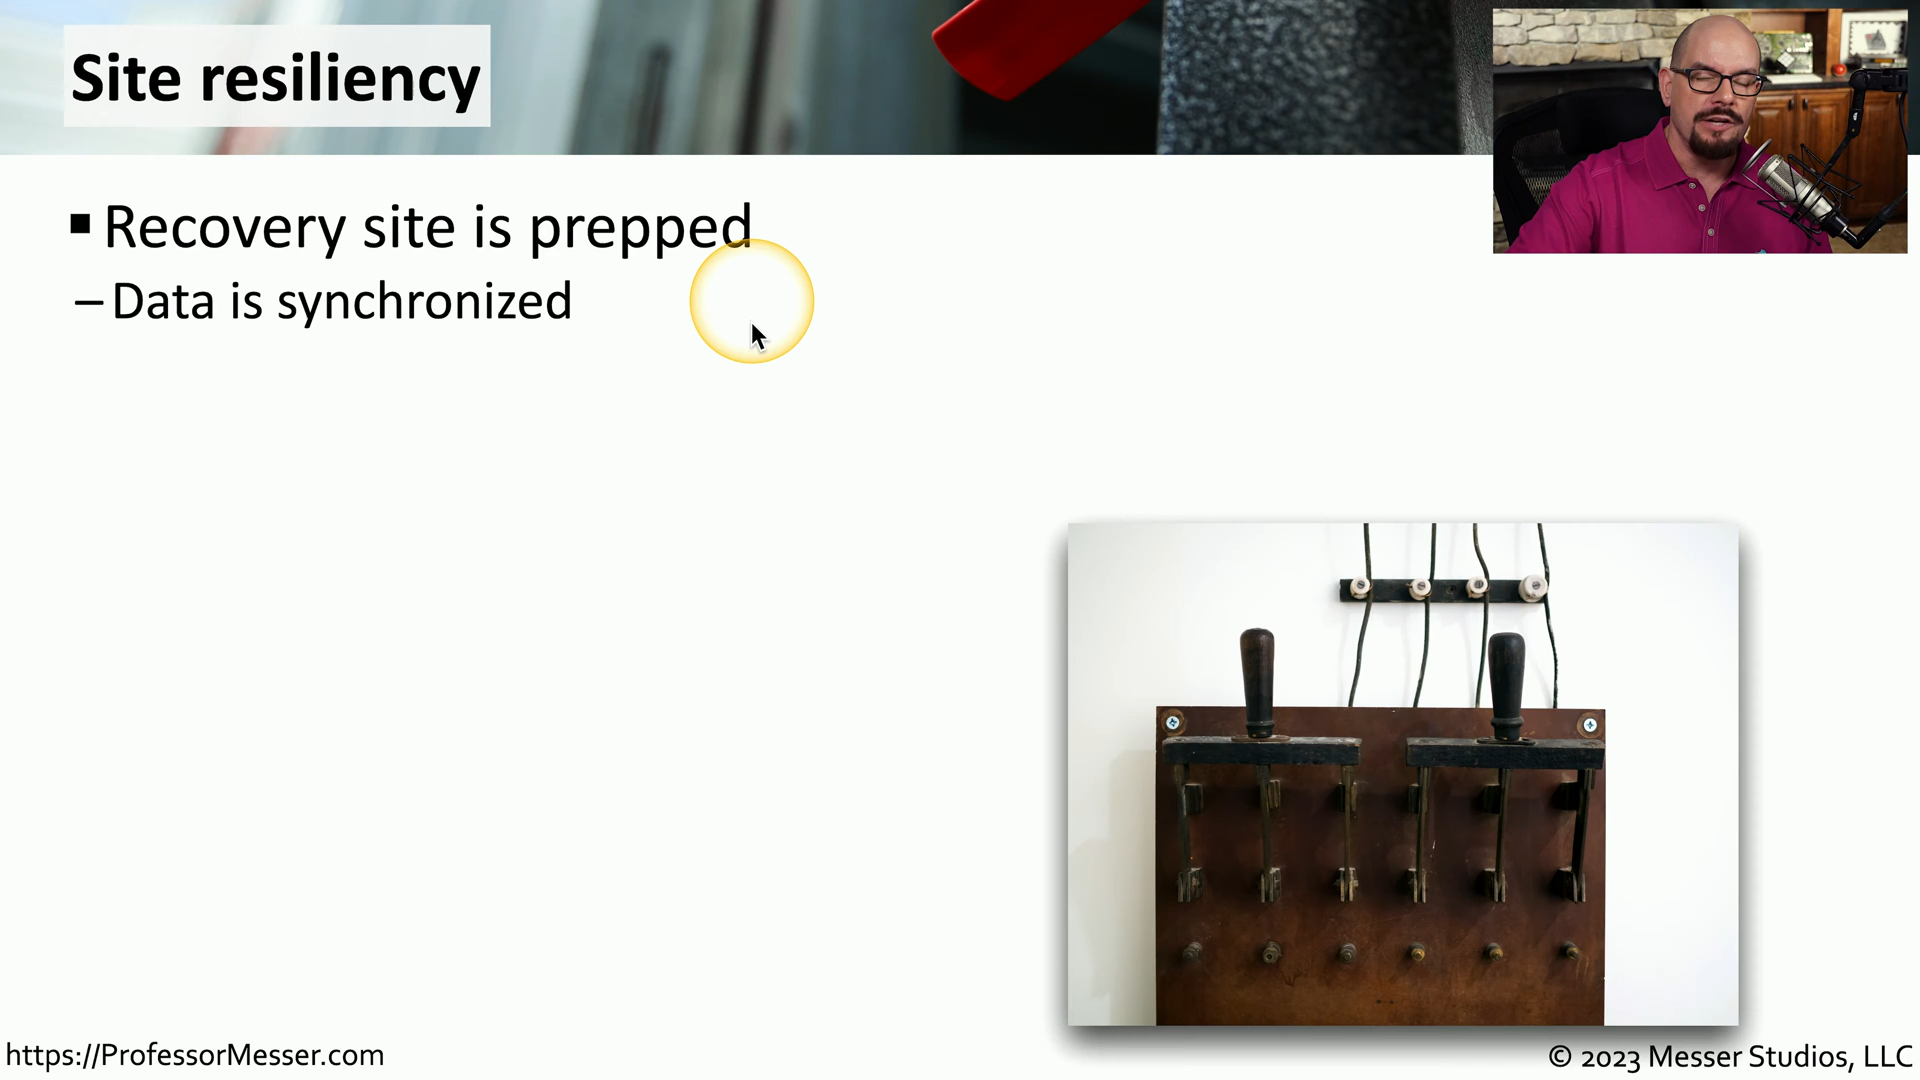 Site resiliency
▪ Recovery site is prepped
– Data is synchronized
https://ProfessorMesser.com
© 2023 Messer Studios, LLC